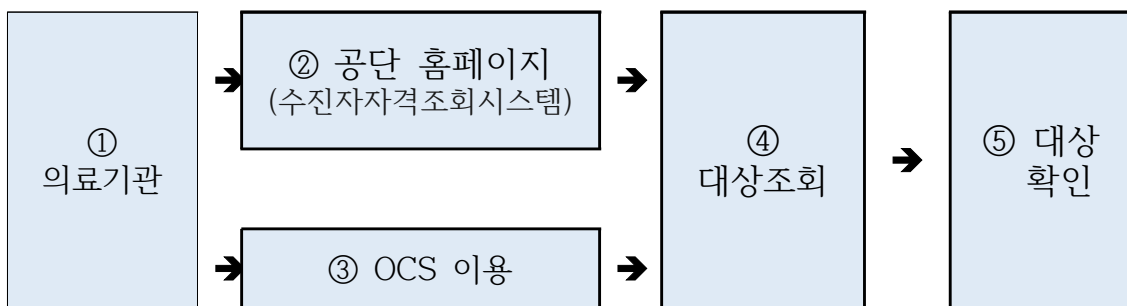 ①
의료기관
② 공단 홈페이지
(수진자자격조회시스템)
③ OCS 이용
④
대상조회
⑤ 대상
확인